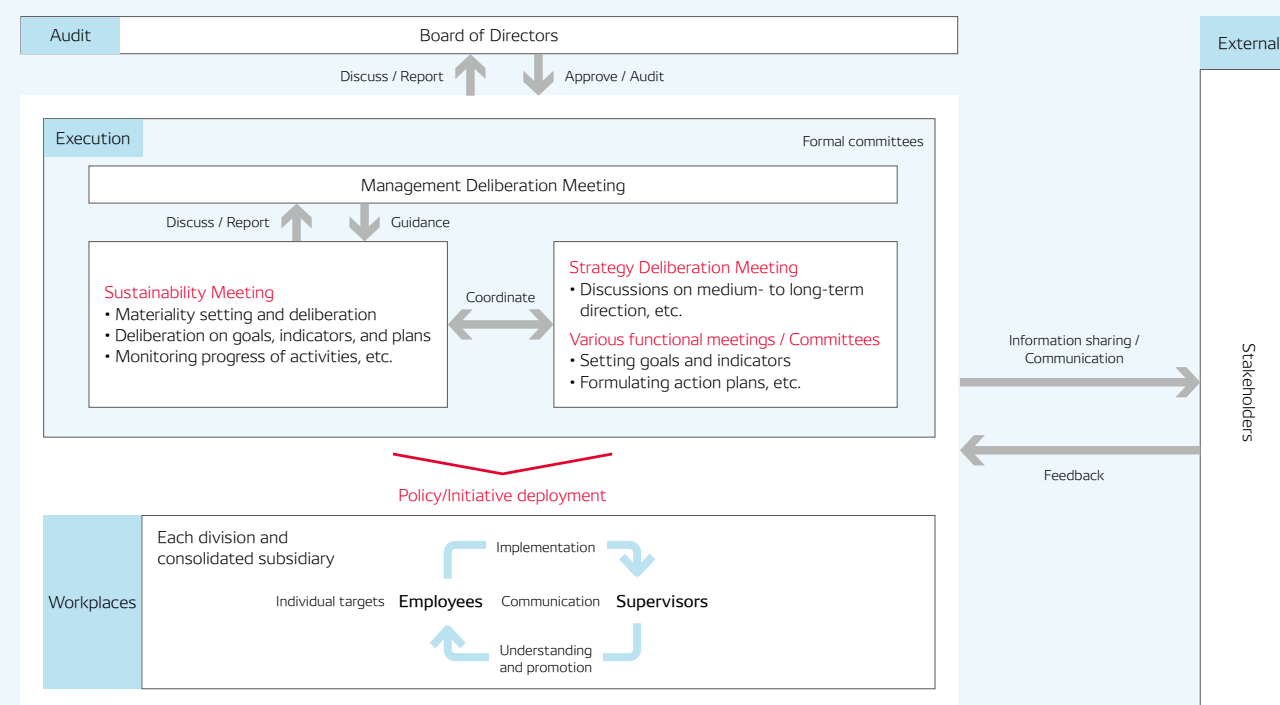 Audit
Board of Directors
External
Discuss / Report
Approve / Audit
Execution
Formal committees
Management Deliberation Meeting
Discuss / Report
Guidance
Sustainability Meeting
• Materiality setting and deliberation
• Deliberation on goals, indicators, and plans
• Monitoring progress of activities, etc.
Coordinate
Strategy Deliberation Meeting
• Discussions on medium- to long-term
direction, etc.
Various functional meetings / Committees
• Setting goals and indicators
• Formulating action plans, etc.
Information sharing /
Communication
Feedback
Stakeholders
Policy/Initiative deployment
Workplaces
Each division and
consolidated subsidiary
Implementation
Individual targets Employees Communication Supervisors
Understanding
and promotion